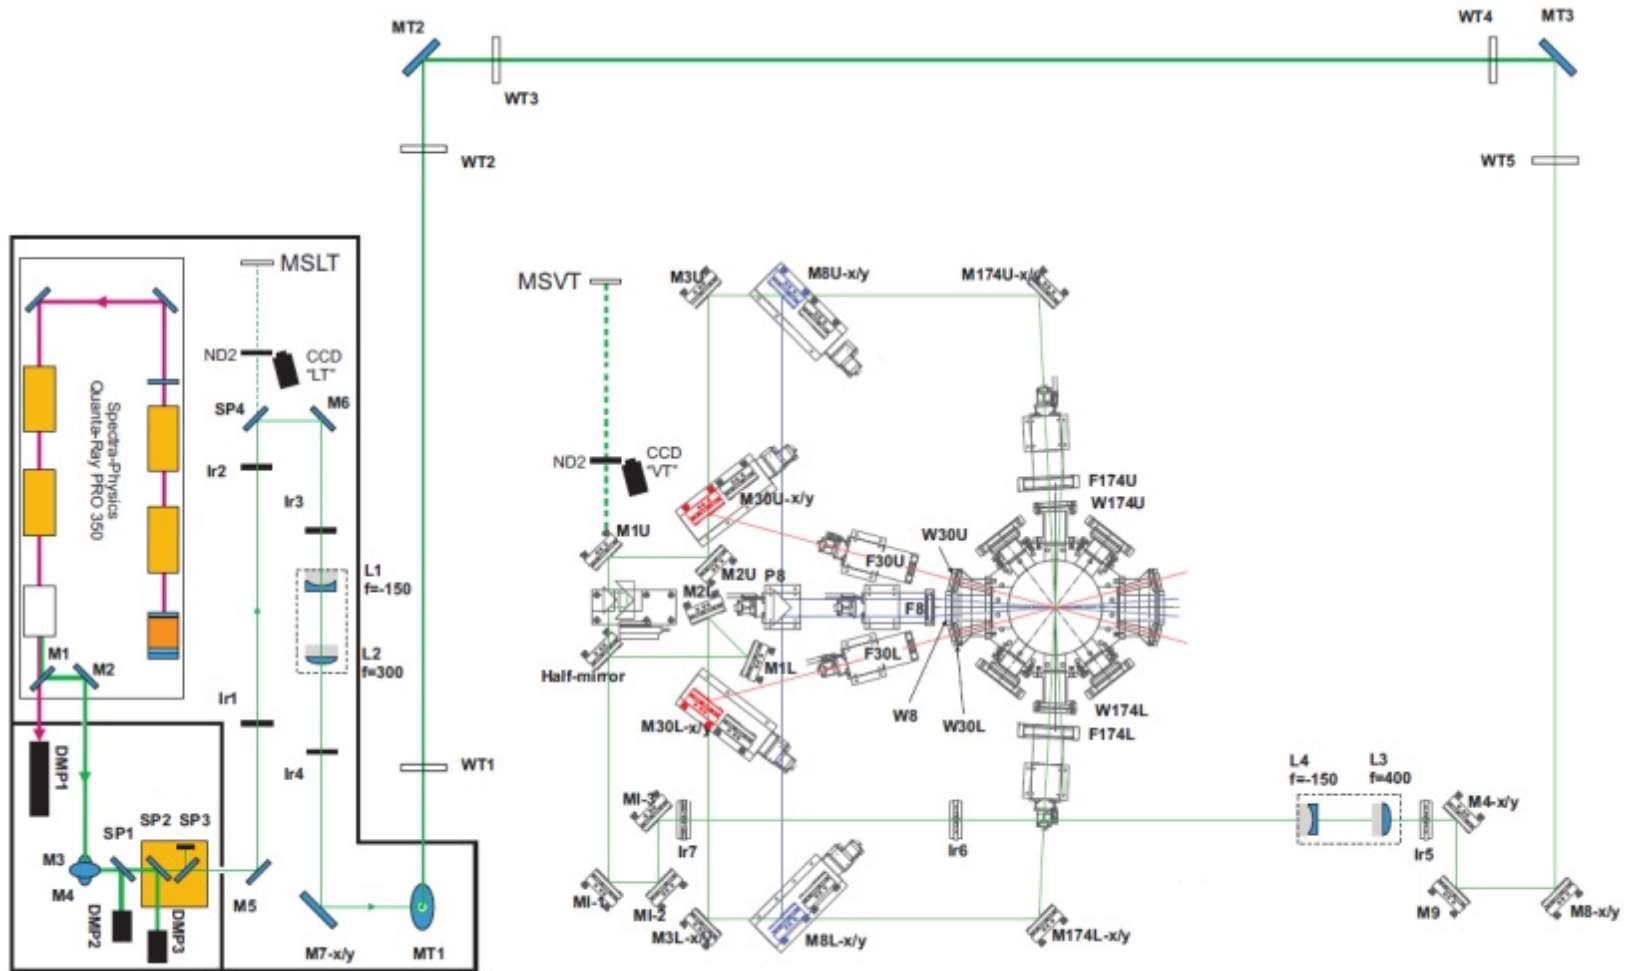 MT2
WT4
MT3
WT3
WT2
WT5
MSLT
MSVT
M3U
M8U-x/y
M174U-x/y
ND2
CCD
"LT"
SP4
M6
Spectra-Physics
Quanta-Ray PRO 350
Ir2
Ir3
ND2
CCD
"VT"
M30U-x/y
F174U
W174U
M1U
W30U
F30U
L1
f=-150
M2U
P8
M2L
F8
L2
f=300
M1
M2
Half-mirror
M1L
F30L
Ir1
M30L-x/y
W8
W30L
W174L
F174L
DMP1
Ir4
WT1
L4
f=-150
L3
f=400
MI-3
M4-x/y
SP1
SP2
SP3
Ir7
Ir6
Ir5
M3
M4
M5
DMP2
DMP3
MI-1
MI-2
M9
M8-x/y
M7-x/y
MT1
M3L-x/y
M8L-x/y
M174L-x/y